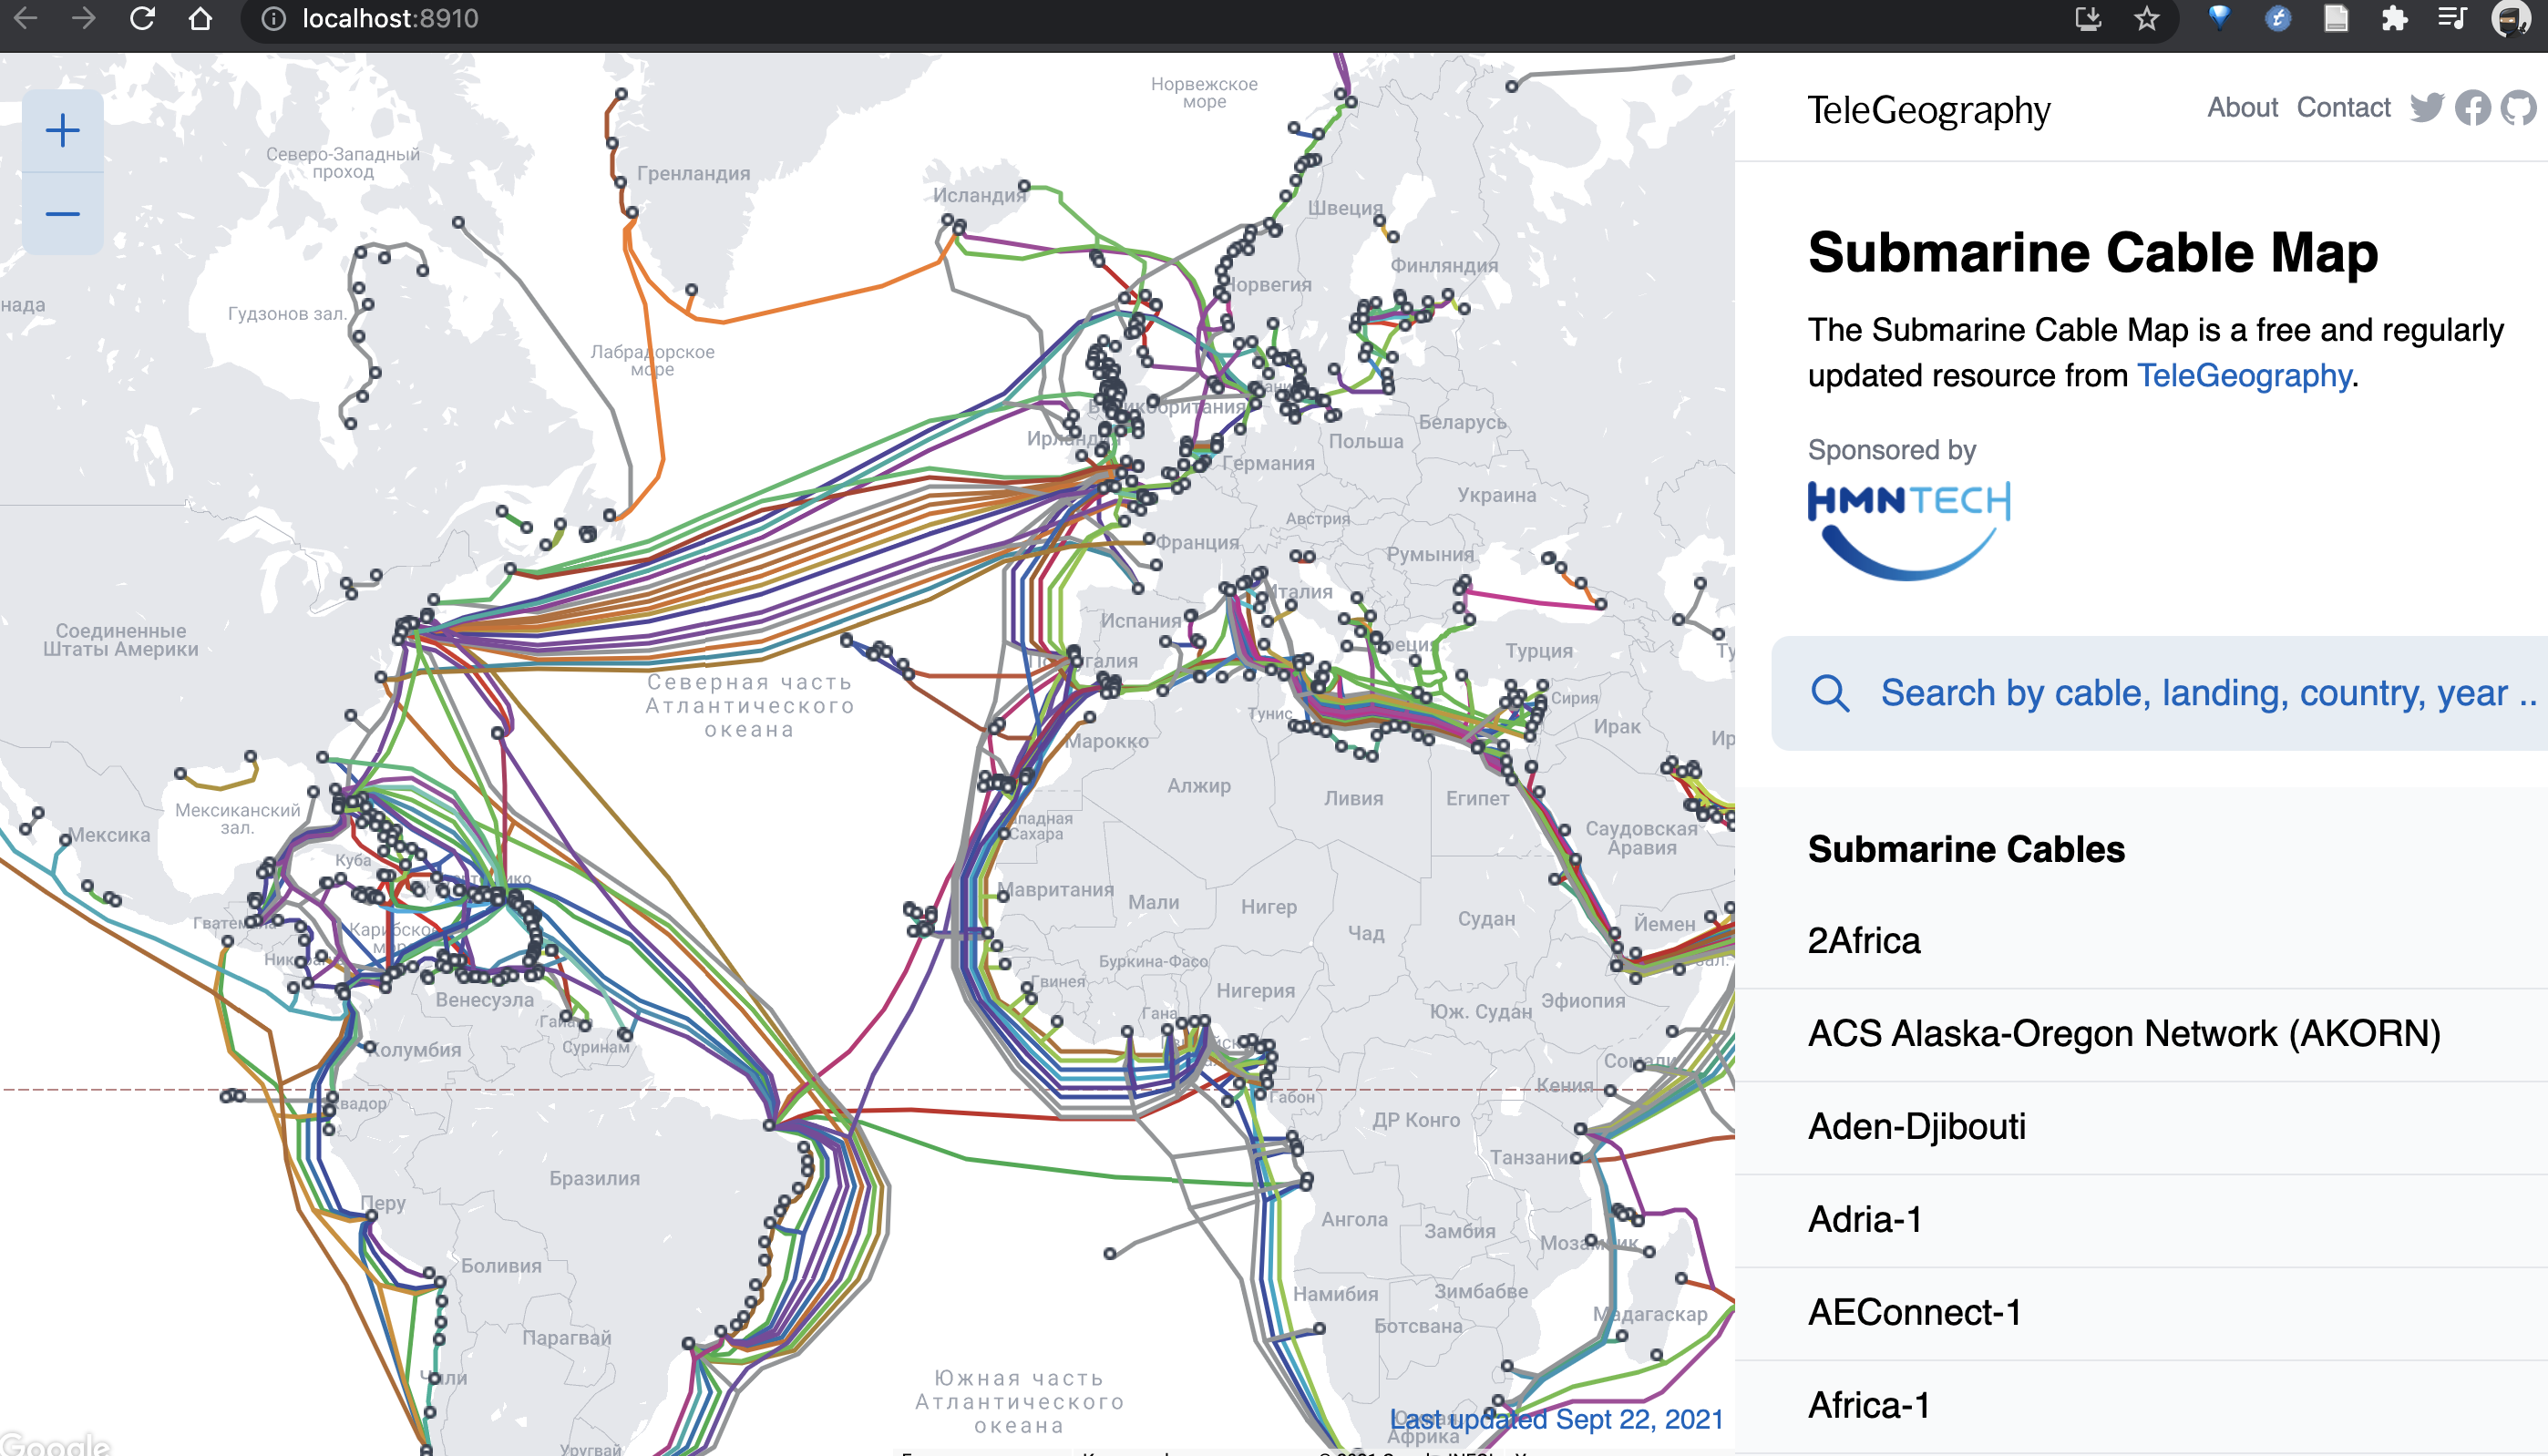 localhost:8910
Норвежское
море
Северо-Западный
проход
Гренландия
Исландия
Швеция
Финляндия
Норвегия
нада
Гудзонов зал.
Лабрадорское
море
Великобритания
Ирландия
Беларусь
Польша
Германия
Украина
Австрия
Франция
Румыния
Италия
Испания
Соединенные
Штаты Америки
Турция
Португалия
Северная часть
Атлантического
океана
Тунис
Сирия
Ирак
Марокко
Алжир
Ливия
Египет
Мексиканский
зал.
Мексика
Западная
Сахара
Саудовская
Аравия
Куба
Мавритания
Мали
Нигер
Чад
Судан
Йемен
Гватемала
Карибское
море
Буркина-Фасо
Гвинея
Нигерия
Венесуэла
Эфиопия
Гана
Юж. Судан
Гайана
Суринам
Колумбия
Сомали
Кения
Габон
ДР Конго
Танзания
Бразилия
Перу
Ангола
Замбия
Мозамбик
Боливия
Намибия
Зимбабве
Мадагаскар
Ботсвана
Парагвай
Чили
Южная часть
Атлантического
океана
Last updated Sept 22, 2021
Африка
Уругвай
Google
TeleGeography
About Contact
Submarine Cable Map
The Submarine Cable Map is a free and regularly
updated resource from TeleGeography.
Sponsored by
HMNTECH
Search by cable, landing, country, year ..
Submarine Cables
2Africa
ACS Alaska-Oregon Network (AKORN)
Aden-Djibouti
Adria-1
AEConnect-1
Africa-1